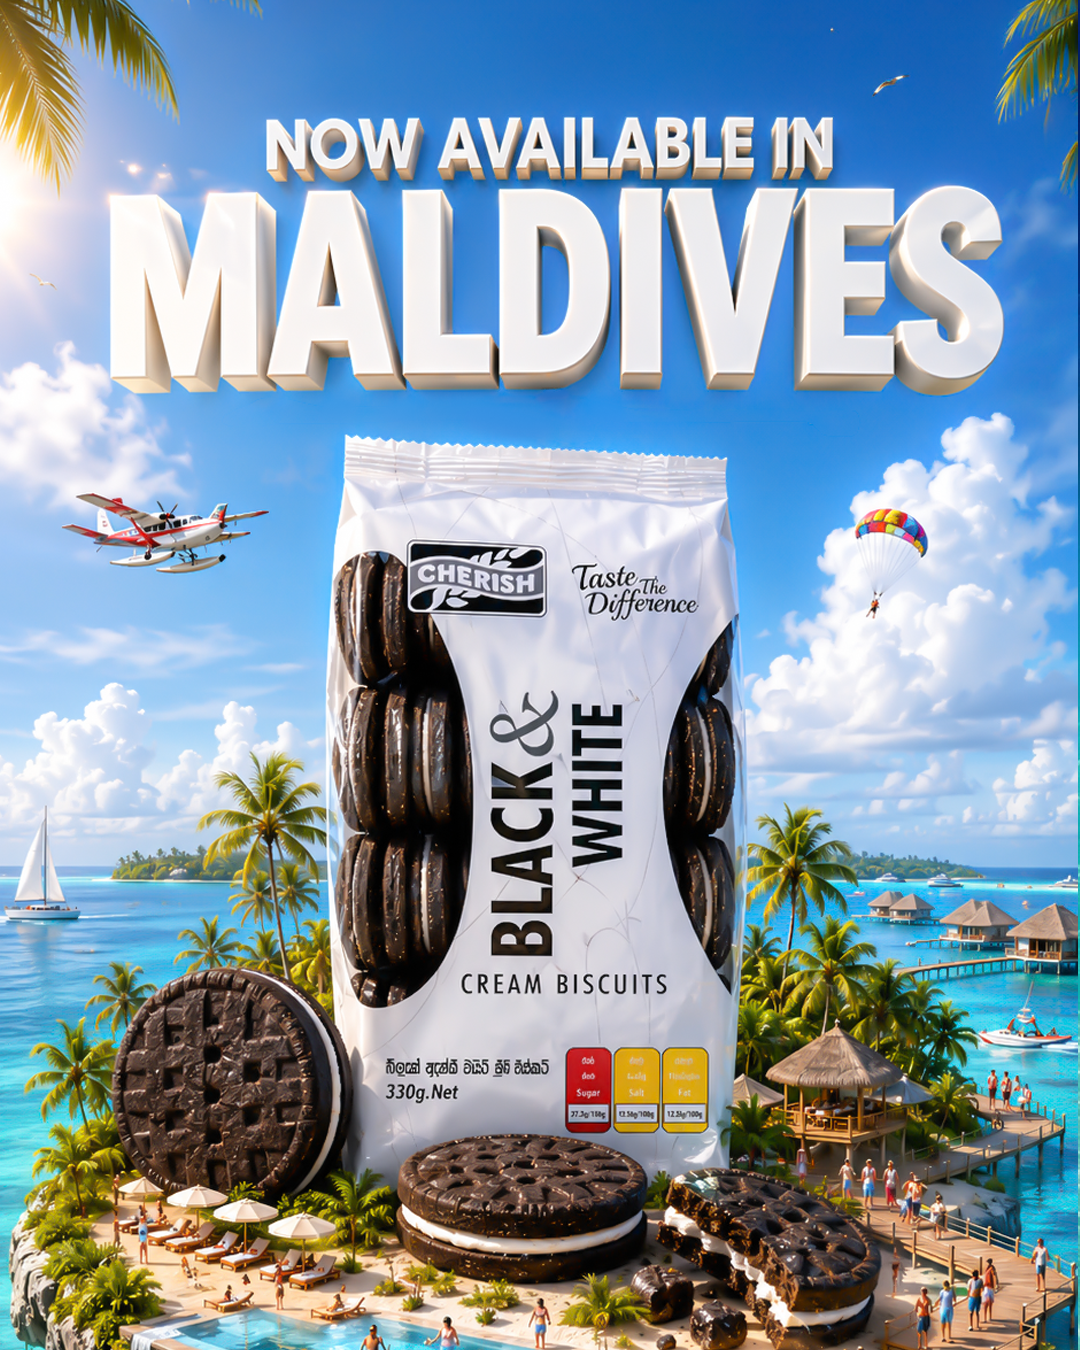 NOW AVAILABLE IN
MALDIVES
CHERISH
Taste The
Difference
BLACK &
WHITE
CREAM BISCUITS
330g.Net
Sugar
Salt
Fat